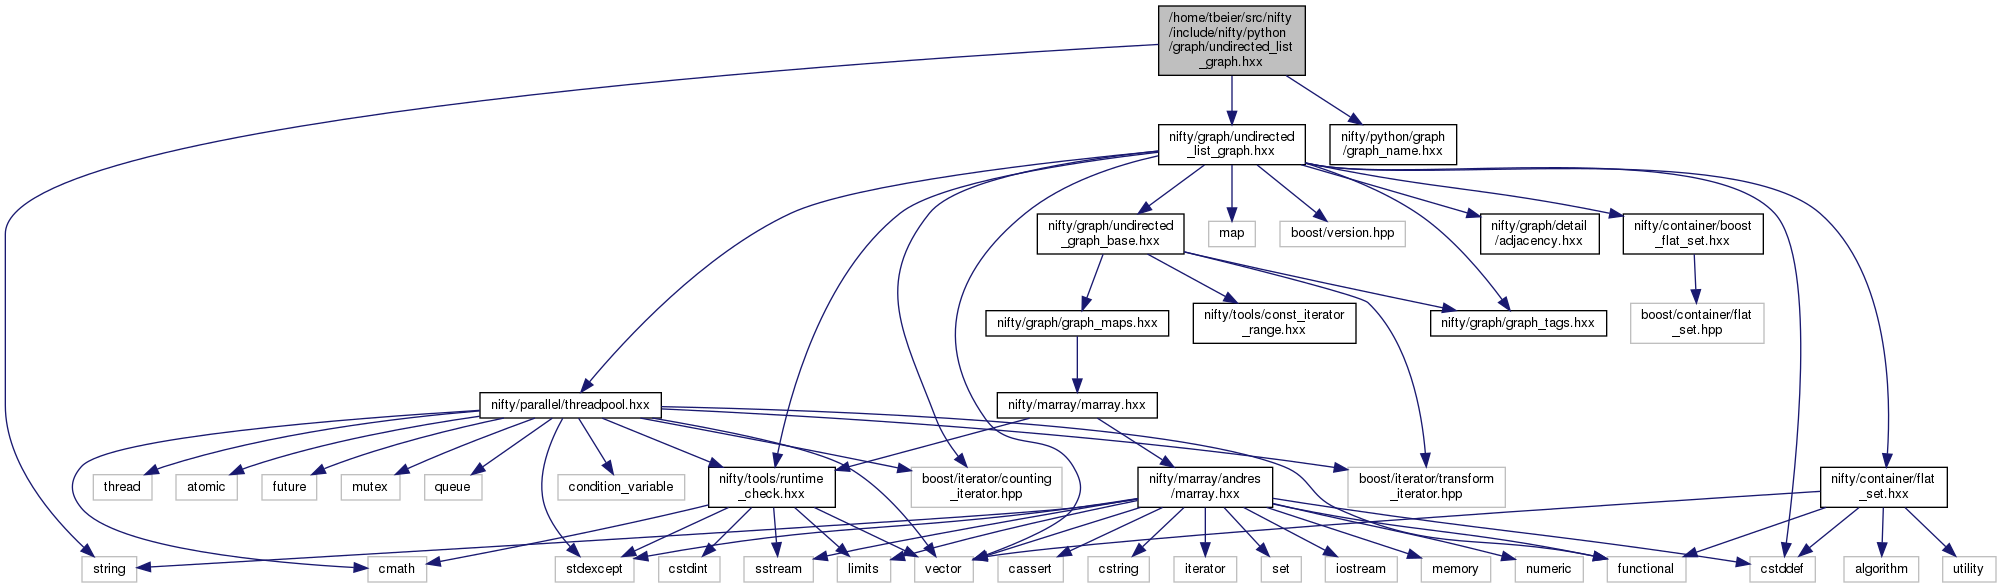 /home/tbeier/src/nifty
/include/nifty/python
/graph/undirected_list
_graph.hxx
nifty/graph/undirected
_list_graph.hxx
nifty/python/graph
/graph_name.hxx
nifty/graph/undirected
_graph_base.hxx
map
boost/version.hpp
nifty/graph/detail
/adjacency.hxx
nifty/container/boost
_flat_set.hxx
nifty/graph/graph_maps.hxx
nifty/tools/const_iterator
_range.hxx
nifty/graph/graph_tags.hxx
boost/container/flat
_set.hpp
nifty/parallel/threadpool.hxx
nifty/marray/marray.hxx
thread
atomic
future
mutex
queue
condition_variable
nifty/tools/runtime
_check.hxx
boost/iterator/counting
_iterator.hpp
nifty/marray/andres
/marray.hxx
boost/iterator/transform
_iterator.hpp
nifty/container/flat
_set.hxx
string
cmath
stdexcept
cstdint
sstream
limits
vector
cassert
cstring
iterator
set
iostream
memory
numeric
functional
cstddef
algorithm
utility